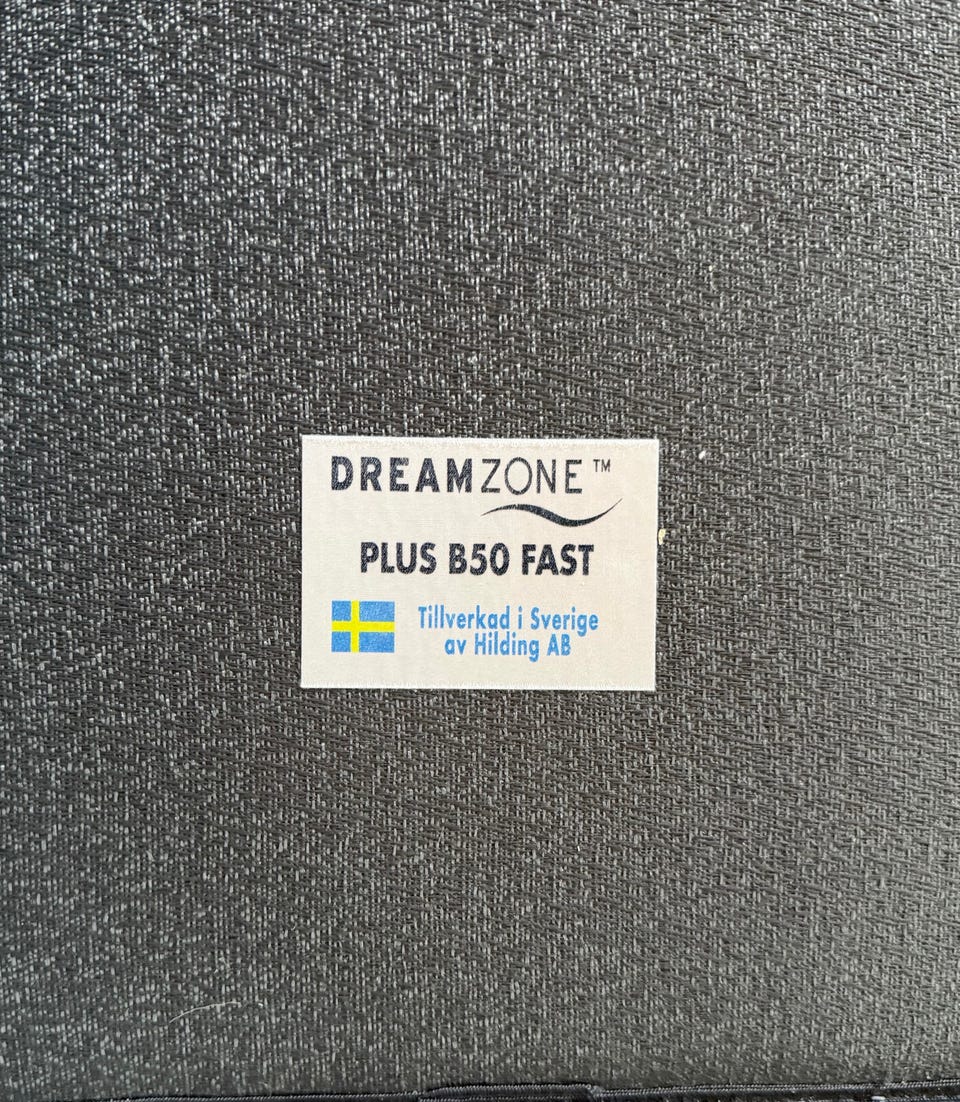 DREAMZONE™
PLUS B50 FAST
Tillverkad i Sverige
av Hilding AB